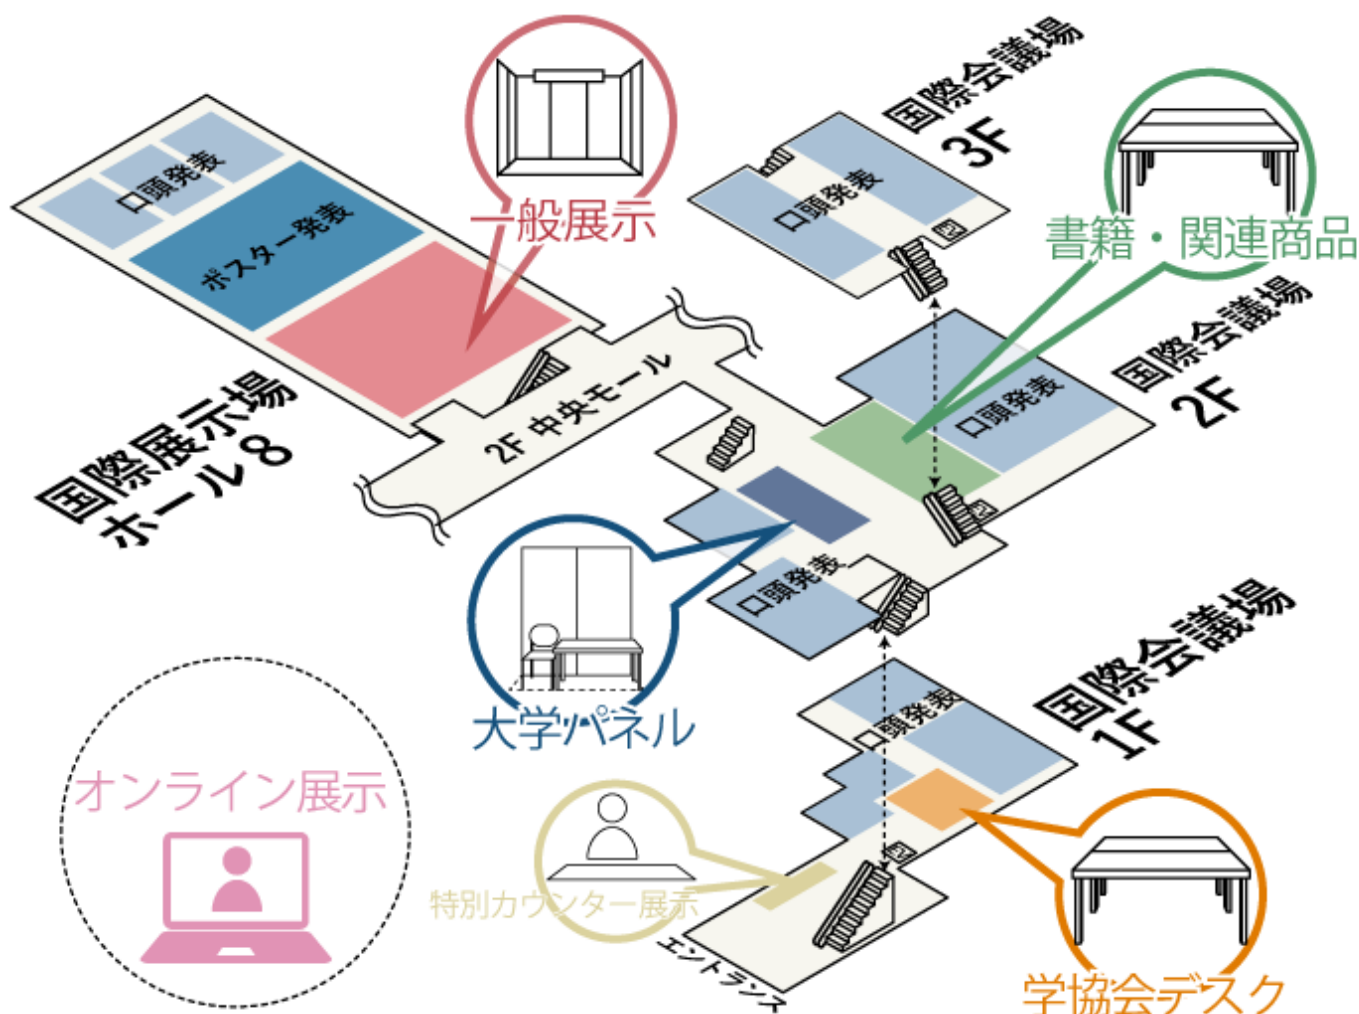 国際会議場
3F
口頭発表
一般展示
書籍・関連商品
口頭発表
ポスター発表
口頭発表
国際会議場
2F
2F 中央モール
国際展示場
ホール8
口頭発表
大学パネル
国際会議場
1F
口頭発表
オンライン展示
特別カウンター展示
エントランス
学協会デスク